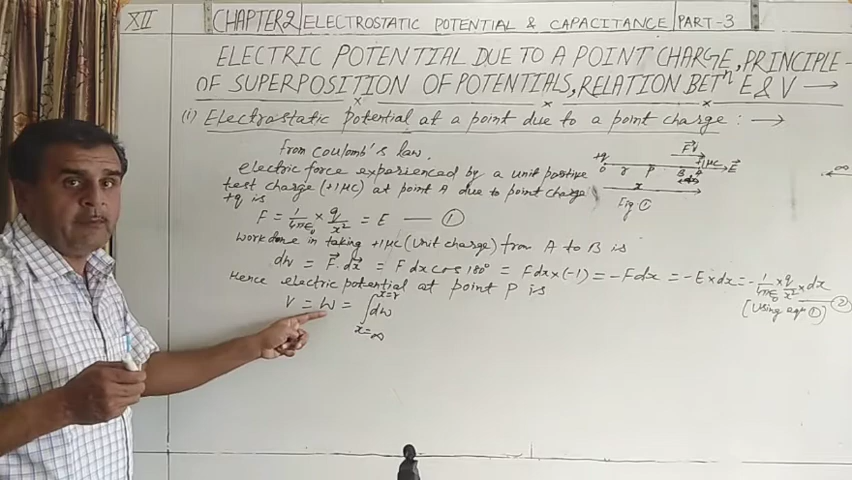 XII CHAPTER 2 ELECTROSTATIC POTENTIAL & CAPACITANCE PART-3
ELECTRIC POTENTIAL DUE TO A POINT CHARGE, PRINCIPLE-
OF SUPERPOSITION OF POTENTIALS, RELATION BETⁿ E & V →
(i) Electrostatic Potential at a point due to a point charge : →
From Coulomb's law,
electric force experienced by a unit positive
test charge (+1μC) at point A due to point charge
+q is
+q O r P B A +1μC E⃗ ∞
x
Fig ①
F = 1/4πε₀ × q/x² = E — ①
Work done in taking +1μC (unit charge) from A to B is
dw = F⃗ . dx⃗ = F dx cos 180° = F dx × (-1) = -F dx = -E × dx = -1/4πε₀ × q/x² × dx — ②
[Using eqⁿ ①]
Hence electric potential at point P is
V = W = ∫ x=∞ x=r dw